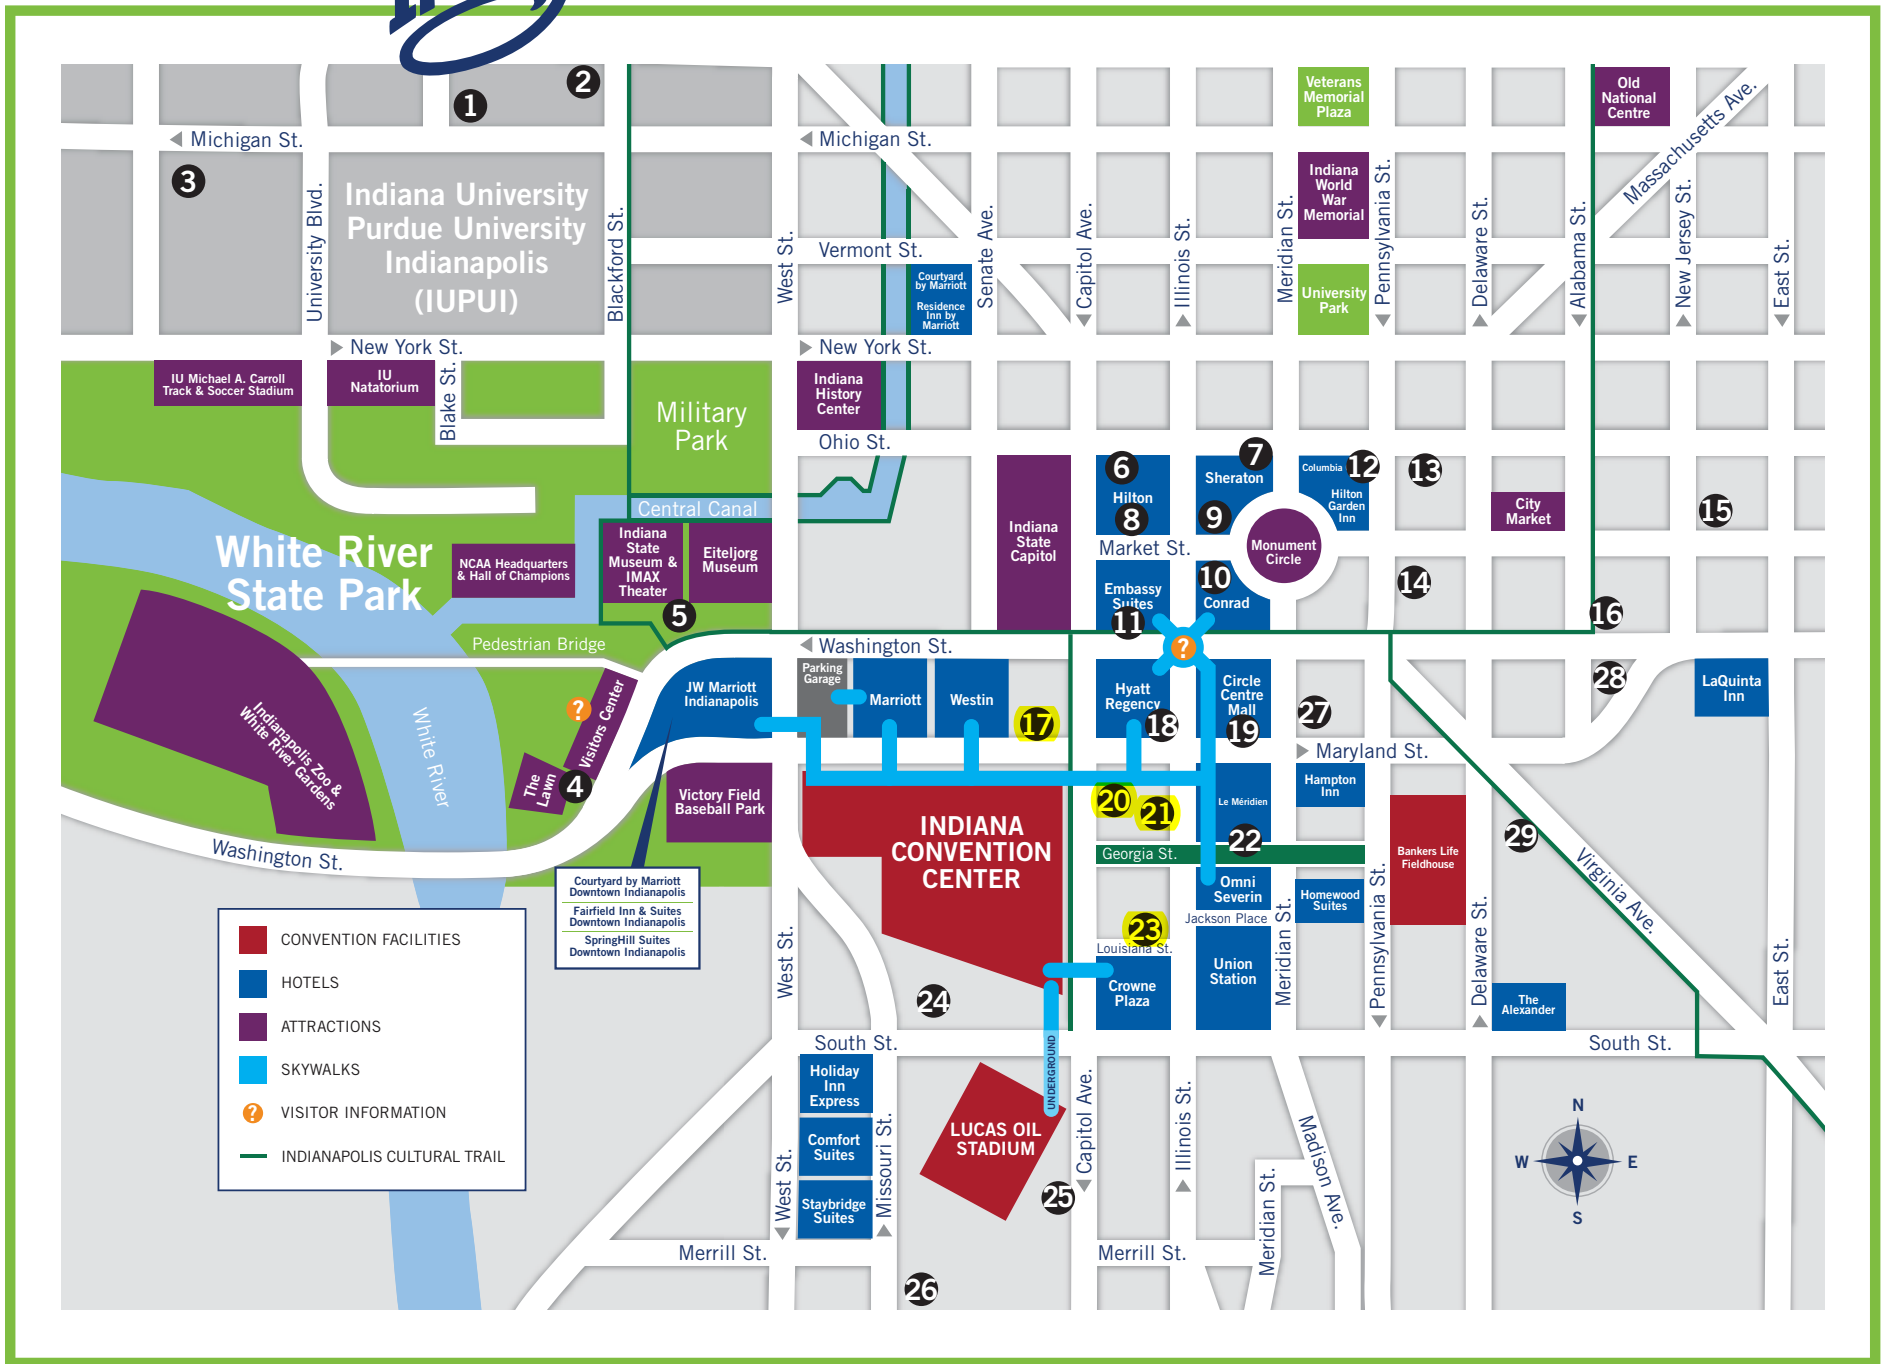 1
2
3
Michigan St.
Michigan St.
Indiana University
Purdue University
Indianapolis
(IUPUI)
University Blvd.
Blackford St.
West St.
Vermont St.
Courtyard
by Marriott
Residence
Inn by
Marriott
Senate Ave.
Capitol Ave.
Illinois St.
Meridian St.
Veterans
Memorial
Plaza
Indiana
World
War
Memorial
University
Park
Pennsylvania St.
Delaware St.
Alabama St.
Old
National
Centre
Massachusetts Ave.
New Jersey St.
East St.
New York St.
New York St.
IU Michael A. Carroll
Track & Soccer Stadium
IU
Natatorium
Blake St.
Military
Park
Indiana
History
Center
Ohio St.
Central Canal
White River
State Park
NCAA Headquarters
& Hall of Champions
Indiana
State
Museum &
IMAX
Theater
Eiteljorg
Museum
5
Pedestrian Bridge
Indiana
State
Capitol
6
Hilton
8
7
Sheraton
9
Columbia
12
Hilton
Garden
Inn
13
Market St.
Monument
Circle
City
Market
15
Embassy
Suites
11
10
Conrad
14
16
Washington St.
?
Indianapolis Zoo &
White River Gardens
White River
?
Visitors Center
The
Lawn
4
JW Marriott
Indianapolis
Parking
Garage
Marriott
Westin
17
Hyatt
Regency
18
Circle
Centre
Mall
19
27
28
LaQuinta
Inn
Maryland St.
Victory Field
Baseball Park
Washington St.
INDIANA
CONVENTION
CENTER
20
21
Le Méridien
22
Hampton
Inn
Georgia St.
Bankers Life
Fieldhouse
29
Virginia Ave.
Courtyard by Marriott
Downtown Indianapolis
Fairfield Inn & Suites
Downtown Indianapolis
SpringHill Suites
Downtown Indianapolis
Omni
Severin
Homewood
Suites
Jackson Place
23
Louisiana St.
Crowne
Plaza
Union
Station
Meridian St.
Pennsylvania St.
Delaware St.
The
Alexander
East St.
West St.
24
South St.
South St.
CONVENTION FACILITIES
HOTELS
ATTRACTIONS
SKYWALKS
? VISITOR INFORMATION
INDIANAPOLIS CULTURAL TRAIL
Holiday
Inn
Express
Comfort
Suites
Staybridge
Suites
West St.
Missouri St.
UNDERGROUND
LUCAS OIL
STADIUM
25
Capitol Ave.
Illinois St.
Meridian St.
Madison Ave.
Merrill St.
Merrill St.
26
N
W
E
S